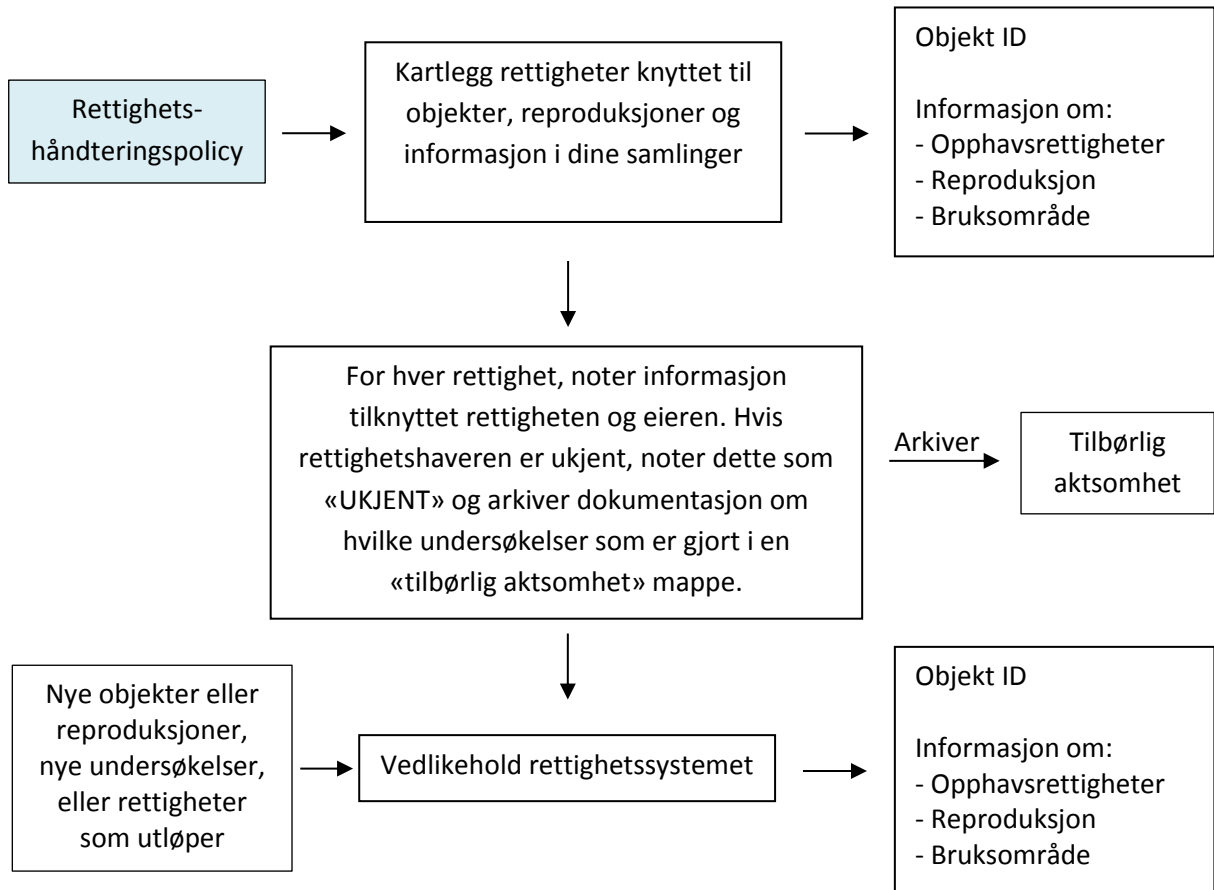 Rettighets-
håndteringspolicy
Kartlegg rettigheter knyttet til
objekter, reproduksjoner og
informasjon i dine samlinger
Objekt ID
Informasjon om:
- Opphavsrettigheter
- Reproduksjon
- Bruksområde
For hver rettighet, noter informasjon
tilknyttet rettigheten og eieren. Hvis
rettighetshaveren er ukjent, noter dette som
«UKJENT» og arkiver dokumentasjon om
hvilke undersøkelser som er gjort i en
«tilbørlig aktsomhet» mappe.
Arkiver
Tilbørlig
aktsomhet
Nye objekter eller
reproduksjoner,
nye undersøkelser,
eller rettigheter
som utløper
Vedlikehold rettighetssystemet
Objekt ID
Informasjon om:
- Opphavsrettigheter
- Reproduksjon
- Bruksområde